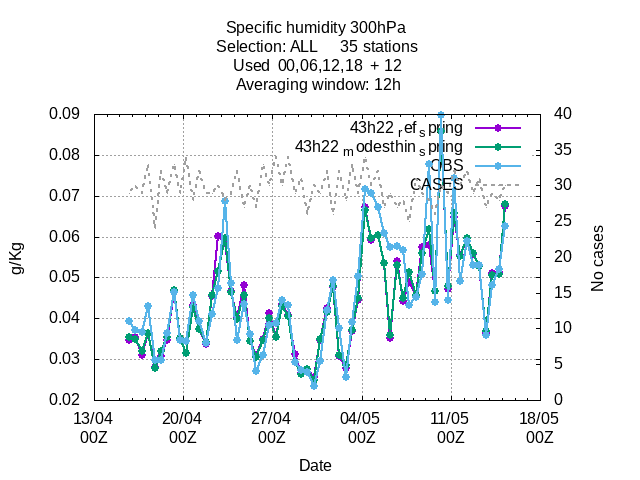 Specific humidity 300hPa
Selection: ALL 35 stations
Used 00,06,12,18 + 12
Averaging window: 12h
0.09
0.08
0.07
0.06
0.05
0.04
0.03
0.02
g/Kg
40
35
30
25
20
15
10
5
0
No cases
43h22 ref spring
43h22 modesthin spring
OBS
CASES
13/04 20/04 27/04 04/05 11/05 18/05
00Z 00Z 00Z 00Z 00Z 00Z
Date